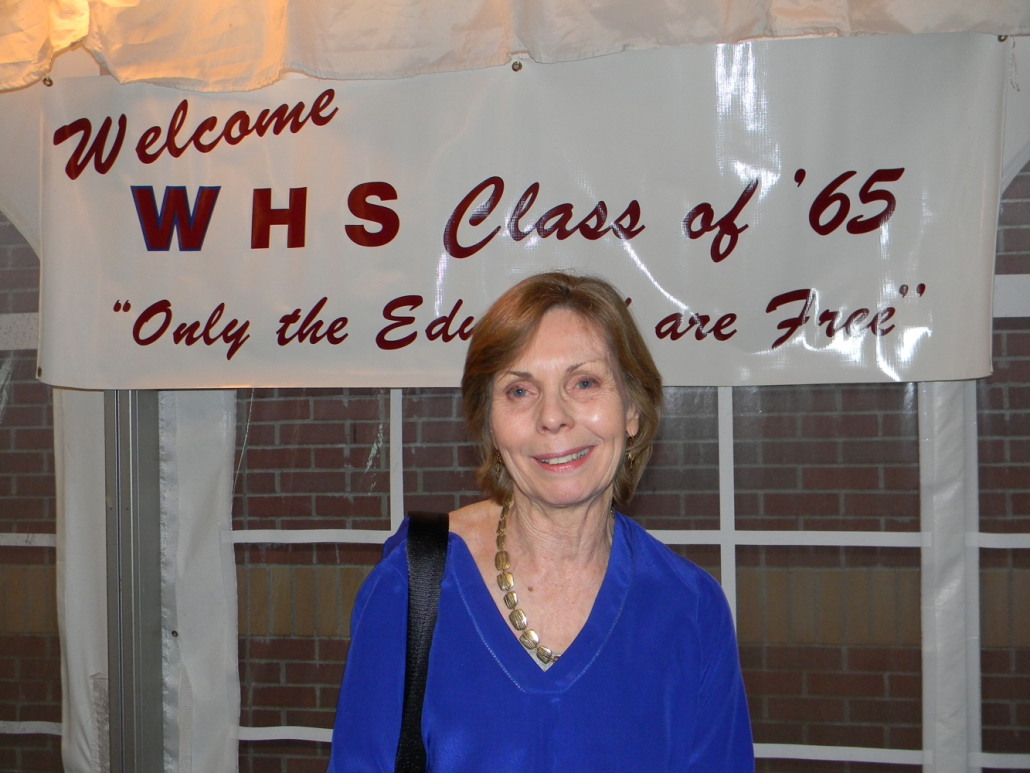 Welcome
WHS Class of '65
"Only the are Free"